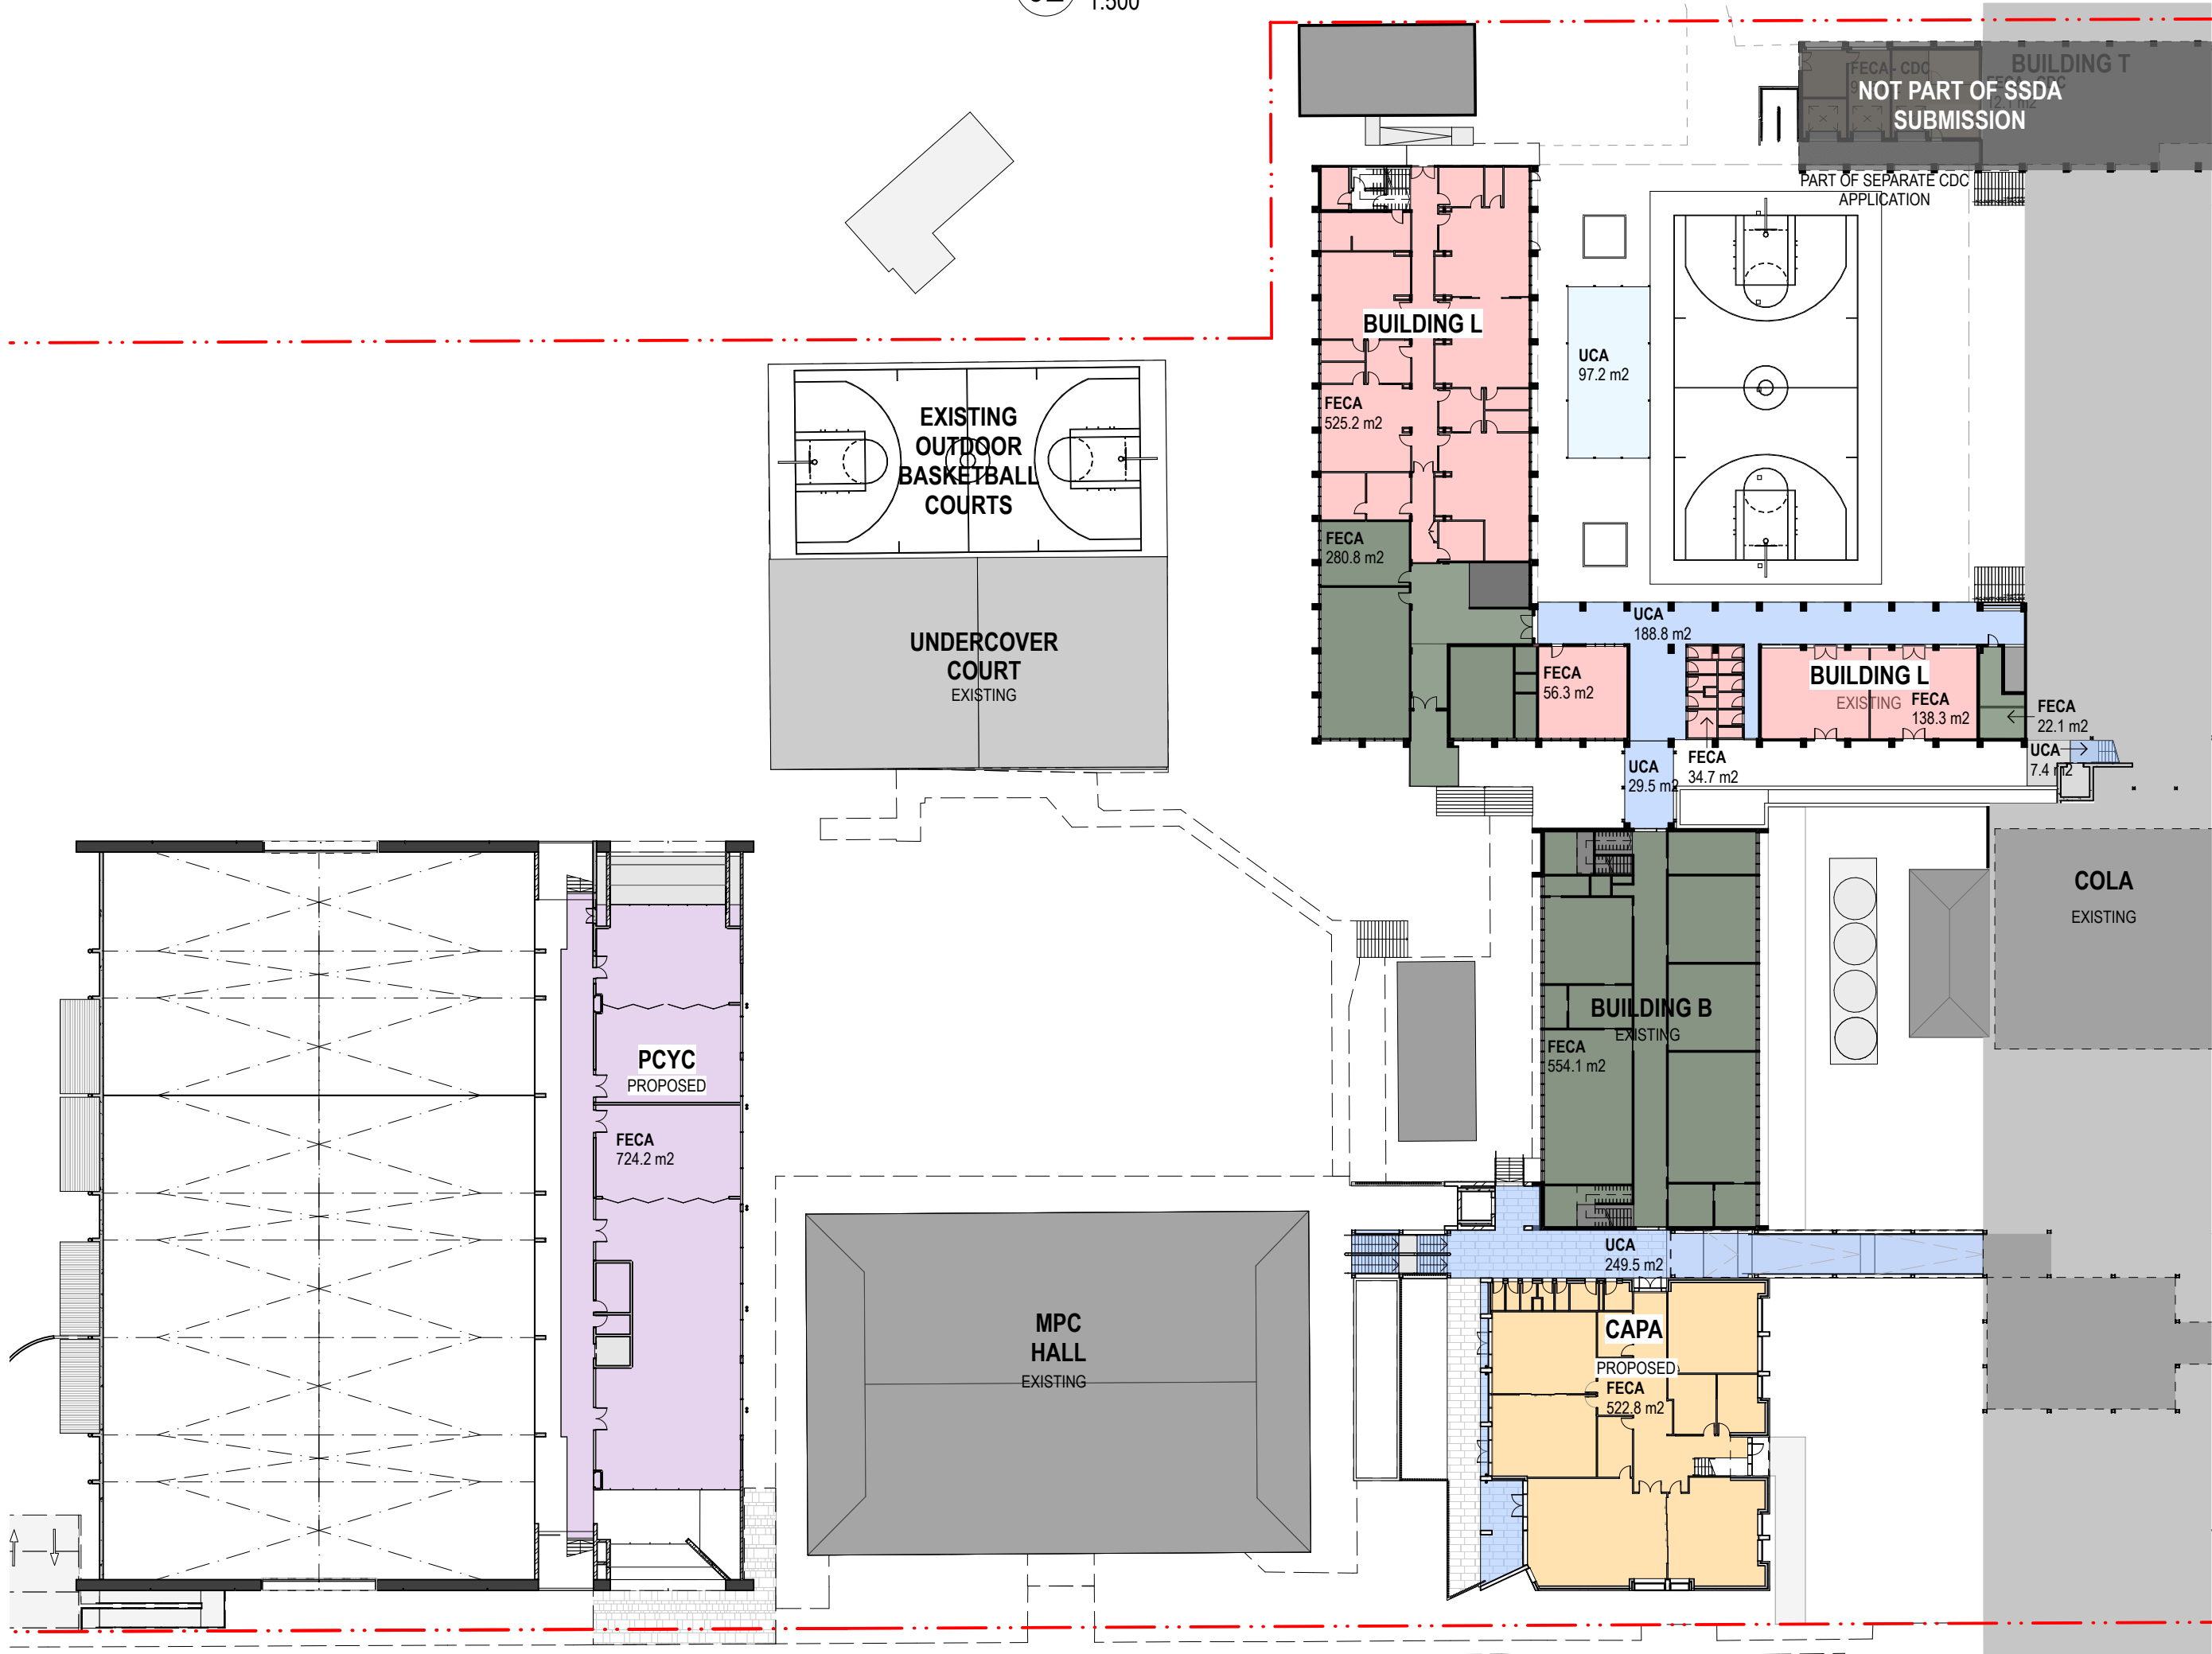 1:500
BUILDING T
FECA - CDC
NOT PART OF SSDA
SUBMISSION
PART OF SEPARATE CDC
APPLICATION
BUILDING L
UCA
97.2 m2
FECA
525.2 m2
EXISTING
OUTDOOR
BASKETBALL
COURTS
FECA
280.8 m2
UNDERCOVER
COURT
EXISTING
UCA
188.8 m2
FECA
56.3 m2
BUILDING L
EXISTING
FECA
138.3 m2
FECA
22.1 m2
UCA
7.4 m2
FECA
34.7 m2
UCA
29.5 m2
COLA
EXISTING
BUILDING B
EXISTING
FECA
554.1 m2
PCYC
PROPOSED
FECA
724.2 m2
UCA
249.5 m2
MPC
HALL
EXISTING
CAPA
PROPOSED
FECA
522.8 m2